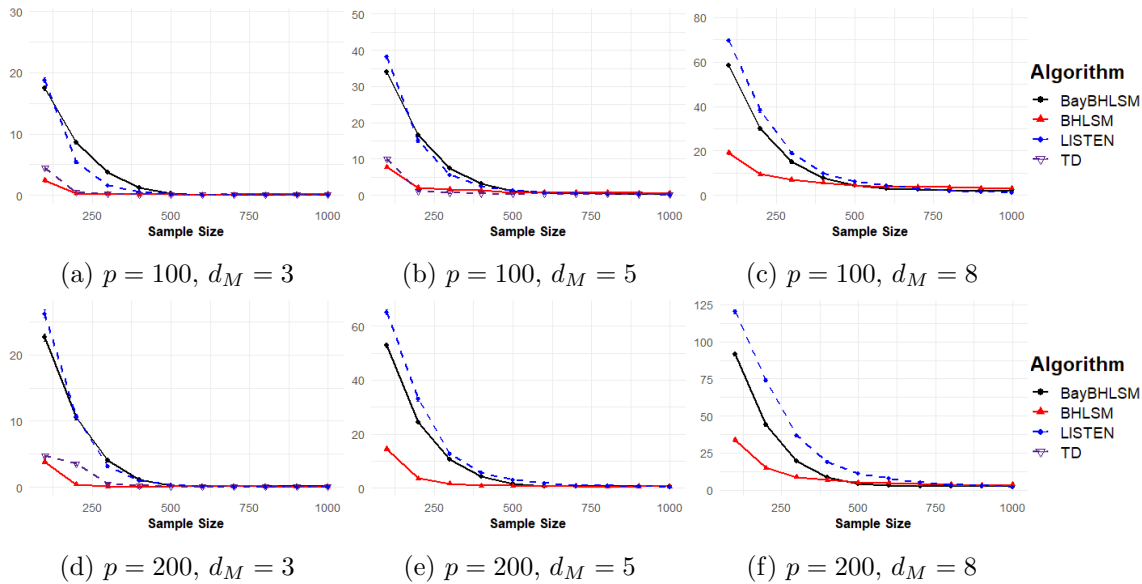 30
20
10
0
250
500
750
1000
Sample Size
(a) p = 100, d_M = 3
50
40
30
20
10
0
250
500
750
1000
Sample Size
(b) p = 100, d_M = 5
80
60
40
20
0
250
500
750
1000
Sample Size
(c) p = 100, d_M = 8
Algorithm
BayBHLSM
BHLSM
LISTEN
TD
20
10
0
250
500
750
1000
Sample Size
(d) p = 200, d_M = 3
60
40
20
0
250
500
750
1000
Sample Size
(e) p = 200, d_M = 5
125
100
75
50
25
0
250
500
750
1000
Sample Size
(f) p = 200, d_M = 8
Algorithm
BayBHLSM
BHLSM
LISTEN
TD